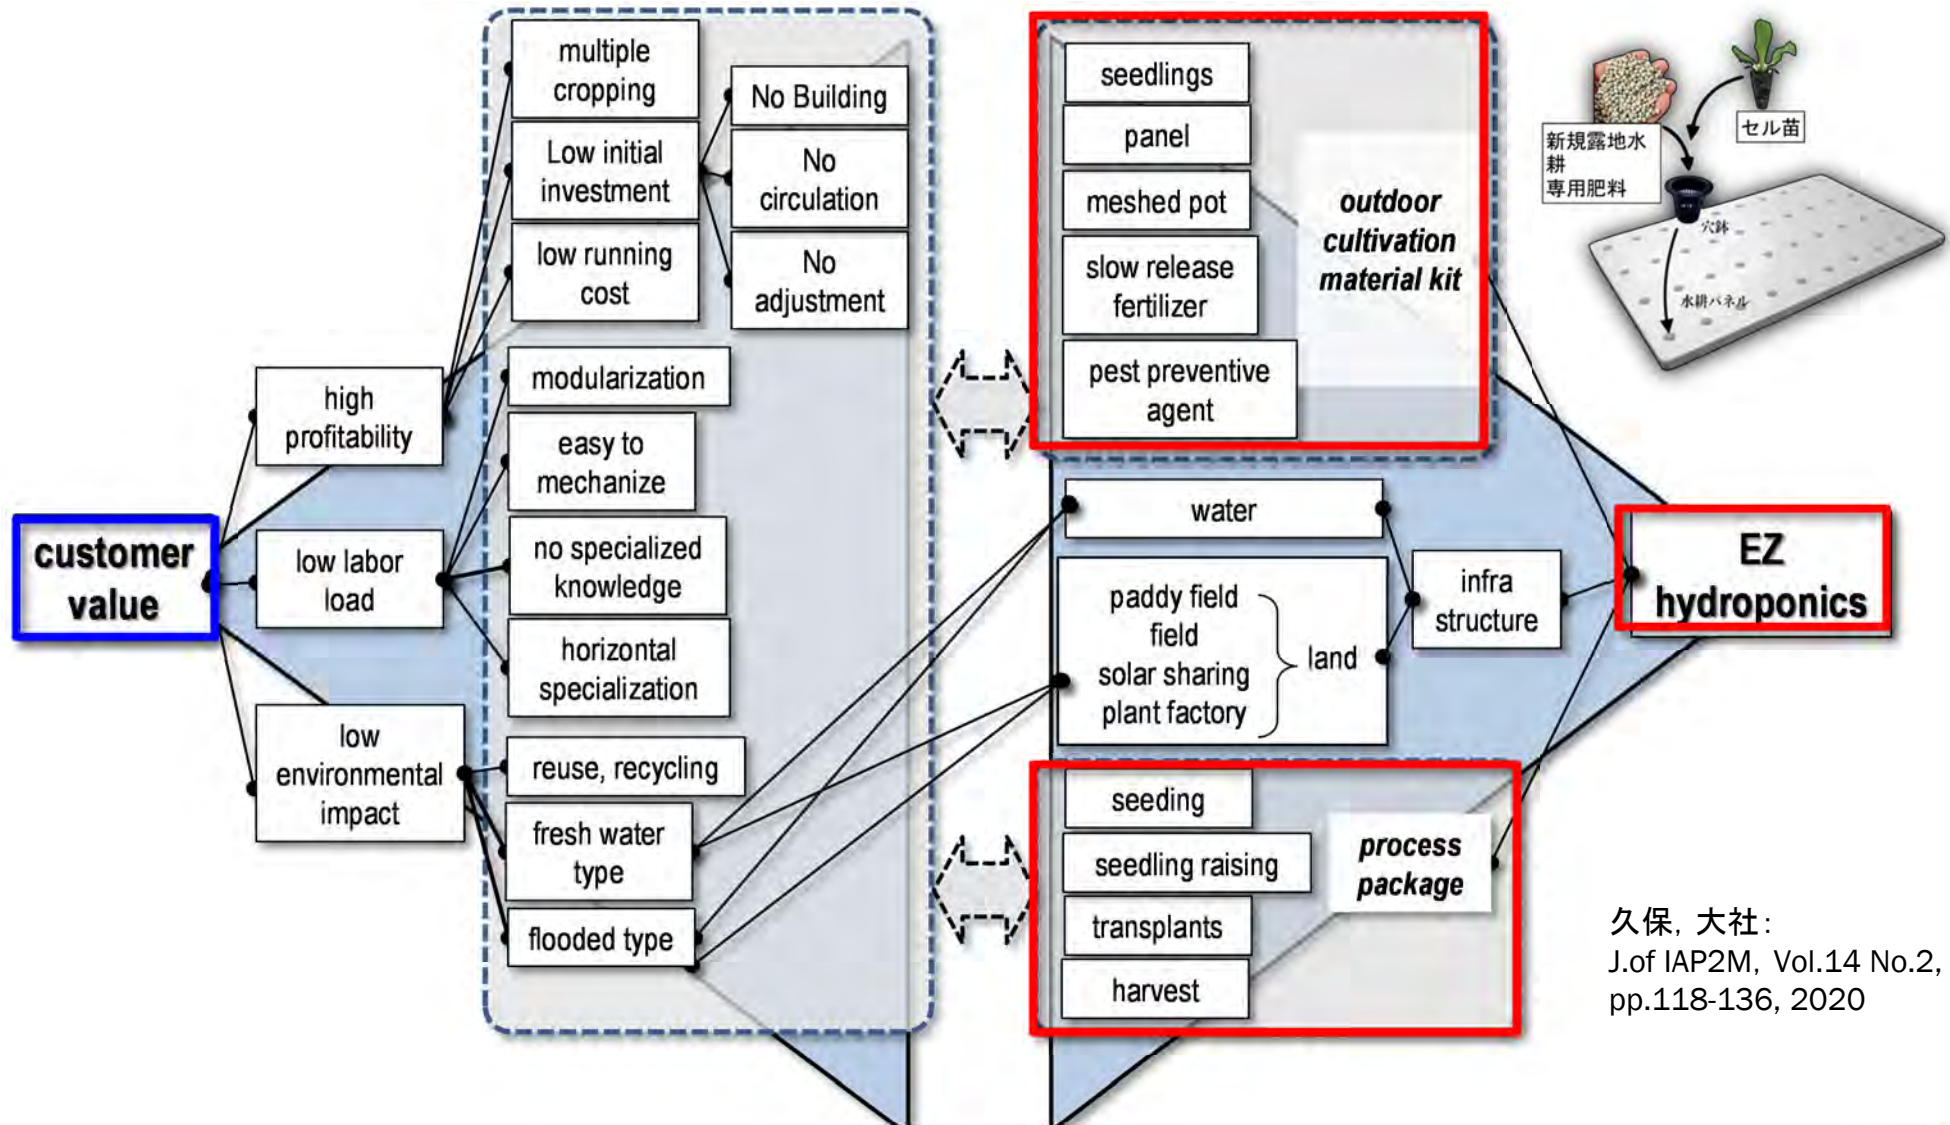 customer
value
high
profitability
low labor
load
low
environmental
impact
multiple
cropping
Low initial
investment
low running
cost
No Building
No
circulation
No
adjustment
modularization
easy to
mechanize
no specialized
knowledge
horizontal
specialization
reuse, recycling
fresh water
type
flooded type
seedlings
panel
meshed pot
slow release
fertilizer
pest preventive
agent
outdoor
cultivation
material kit
water
paddy field
field
solar sharing
plant factory
land
infra
structure
EZ
hydroponics
seeding
seedling raising
transplants
harvest
process
package
新規露地水
耕
専用肥料
セル苗
穴鉢
水耕パネル
久保, 大社:
J.of IAP2M, Vol.14 No.2,
pp.118-136, 2020